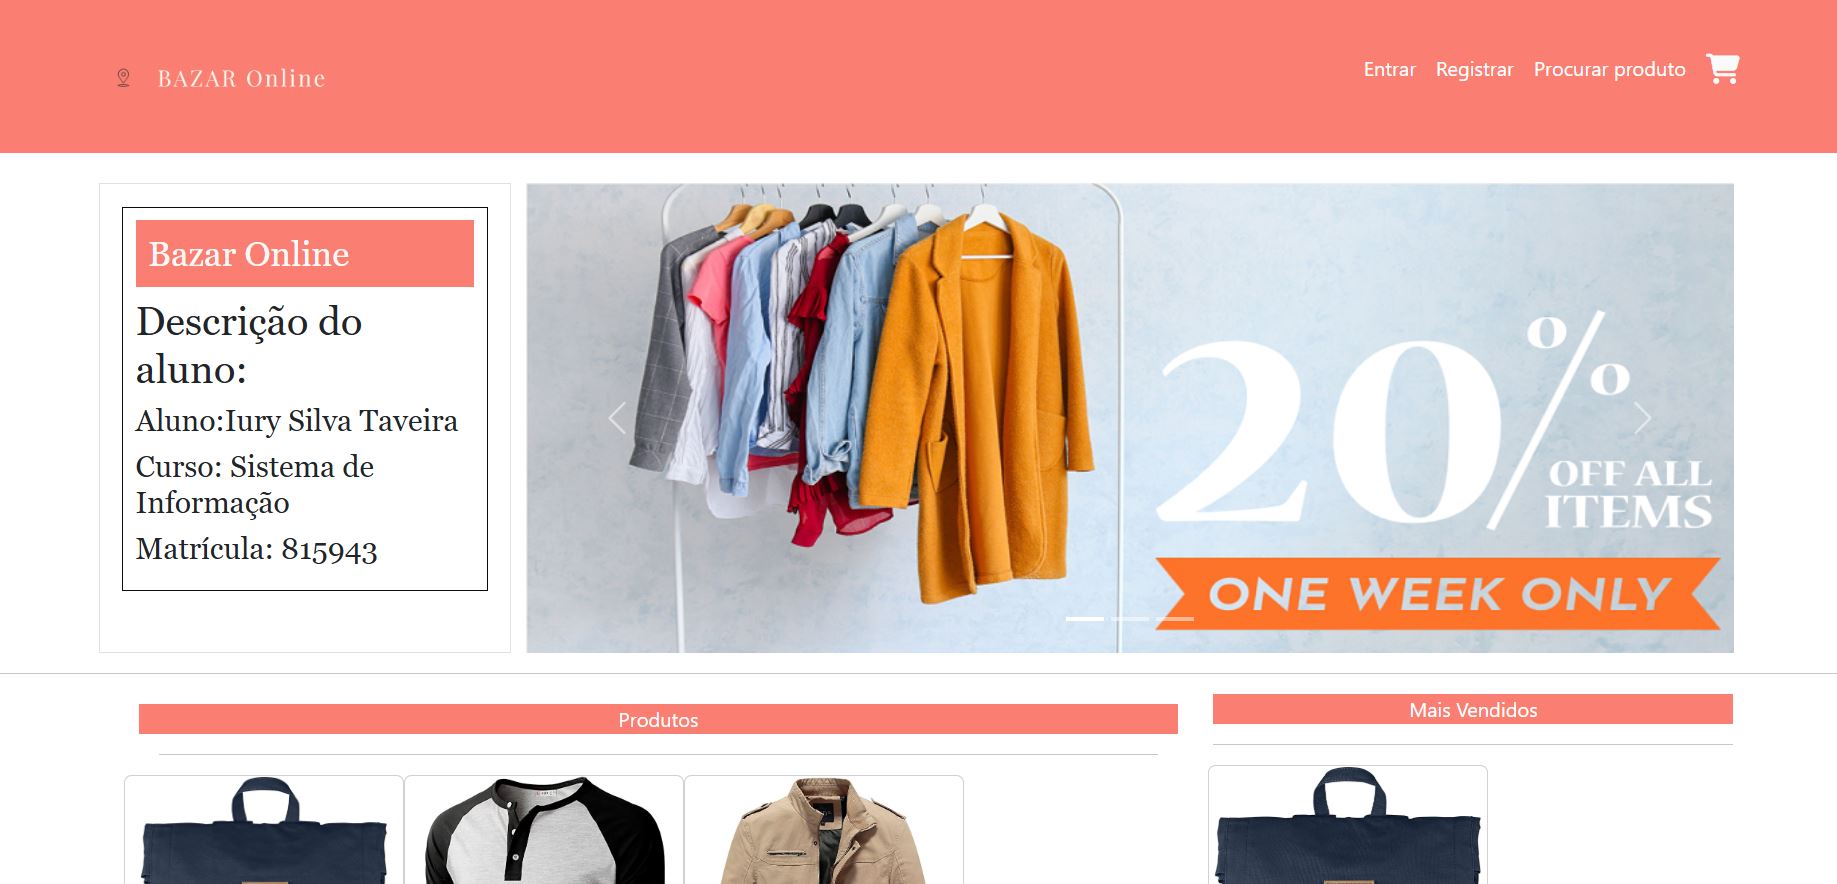 BAZAR Online
Entrar
Registrar
Procurar produto
Bazar Online
Descrição do
aluno:
Aluno:Iury Silva Taveira
Curso: Sistema de
Informação
Matrícula: 815943
20%
OFF ALL
ITEMS
ONE WEEK ONLY
Produtos
Mais Vendidos